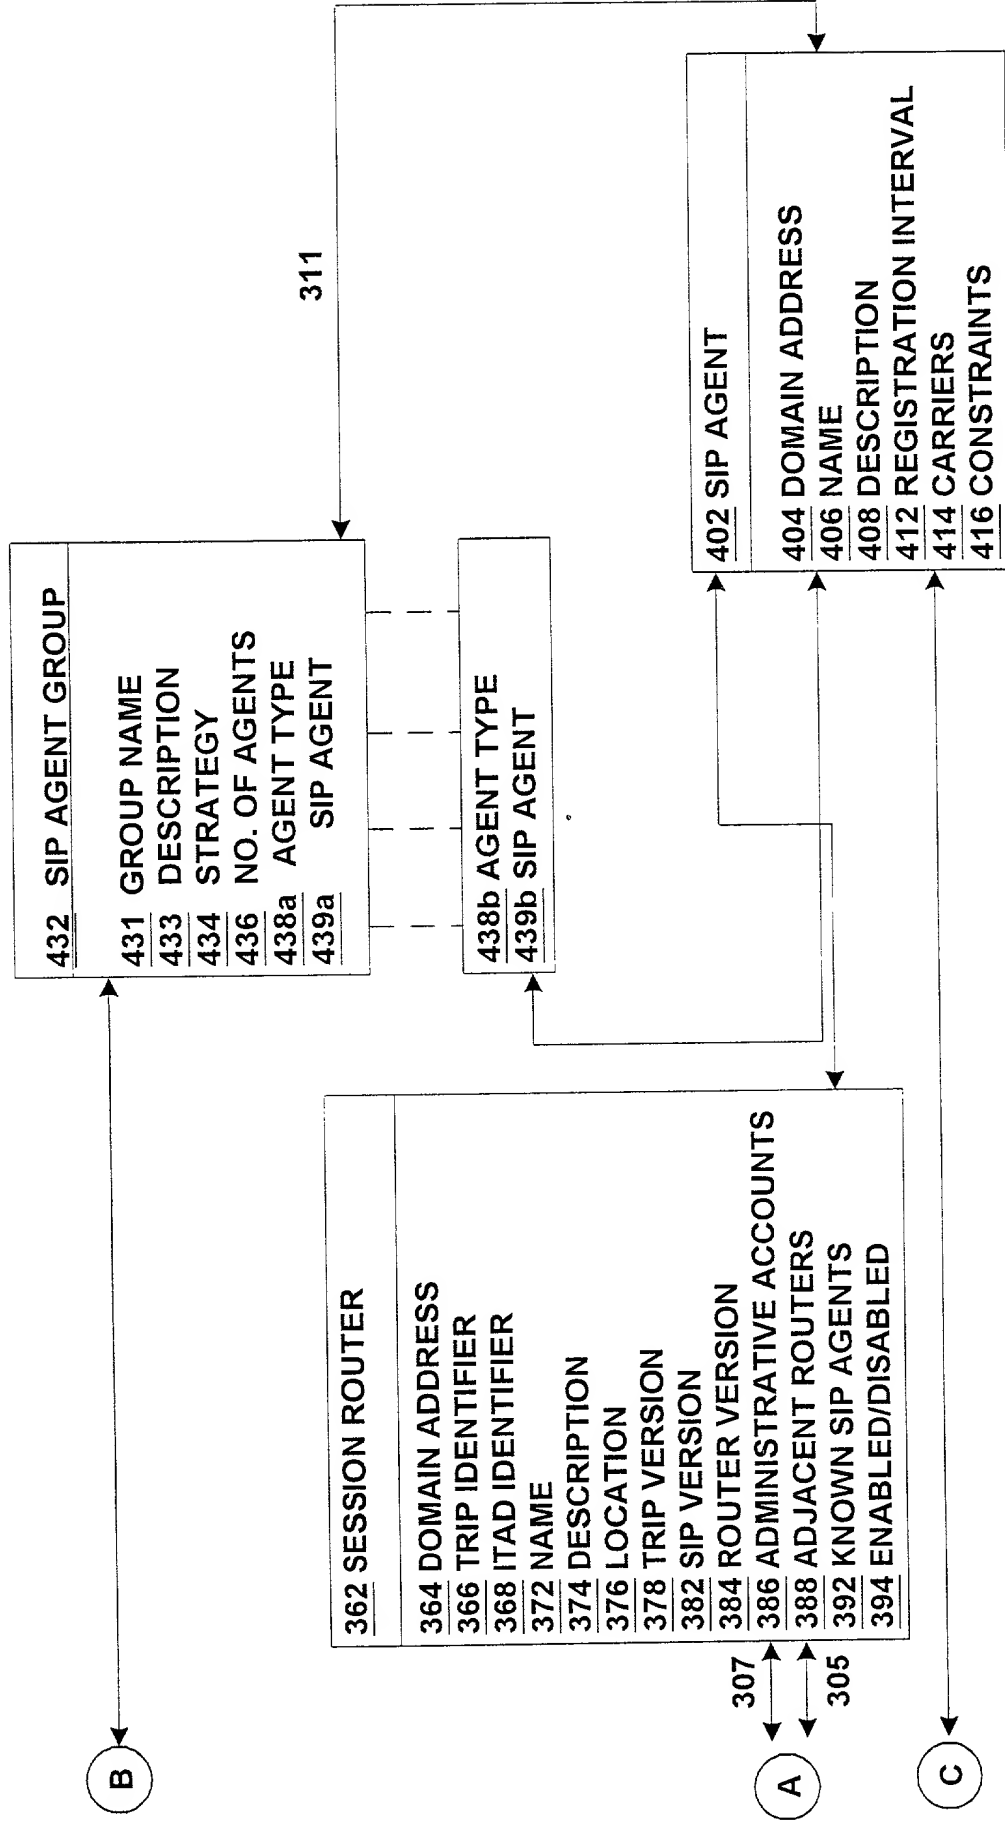 B
432 SIP AGENT GROUP
431 GROUP NAME
433 DESCRIPTION
434 STRATEGY
436 NO. OF AGENTS
438a AGENT TYPE
439a SIP AGENT
311
438b AGENT TYPE
439b SIP AGENT
362 SESSION ROUTER
364 DOMAIN ADDRESS
366 TRIP IDENTIFIER
368 ITAD IDENTIFIER
372 NAME
374 DESCRIPTION
376 LOCATION
378 TRIP VERSION
382 SIP VERSION
384 ROUTER VERSION
386 ADMINISTRATIVE ACCOUNTS
388 ADJACENT ROUTERS
392 KNOWN SIP AGENTS
394 ENABLED/DISABLED
307
A
305
402 SIP AGENT
404 DOMAIN ADDRESS
406 NAME
408 DESCRIPTION
412 REGISTRATION INTERVAL
414 CARRIERS
416 CONSTRAINTS
C